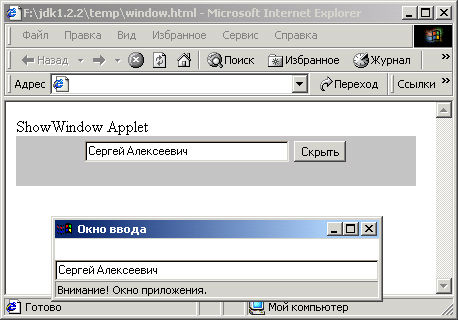 F:\jdk1.2.2\temp\window.html - Microsoft Internet Explorer
Файл Правка Вид Избранное Сервис Справка
Назад Поиск Избранное Журнал
Адрес Переход Ссылки
ShowWindow Applet
Сергей Алексеевич Скрыть
Окно ввода
Сергей Алексеевич
Внимание! Окно приложения.
Готово Мой компьютер